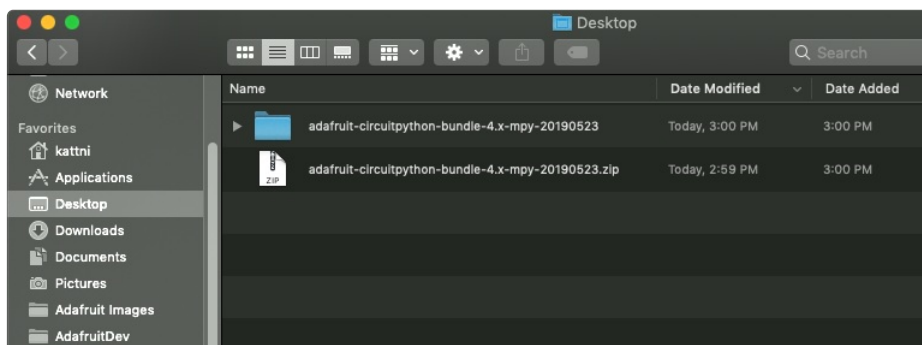 Desktop
Search
Network
Favorites
kattni
Applications
Desktop
Downloads
Documents
Pictures
Adafruit Images
AdafruitDev
Name Date Modified Date Added
adafruit-circuitpython-bundle-4.x-mpy-20190523 Today, 3:00 PM 3:00 PM
ZIP adafruit-circuitpython-bundle-4.x-mpy-20190523.zip Today, 2:59 PM 3:00 PM